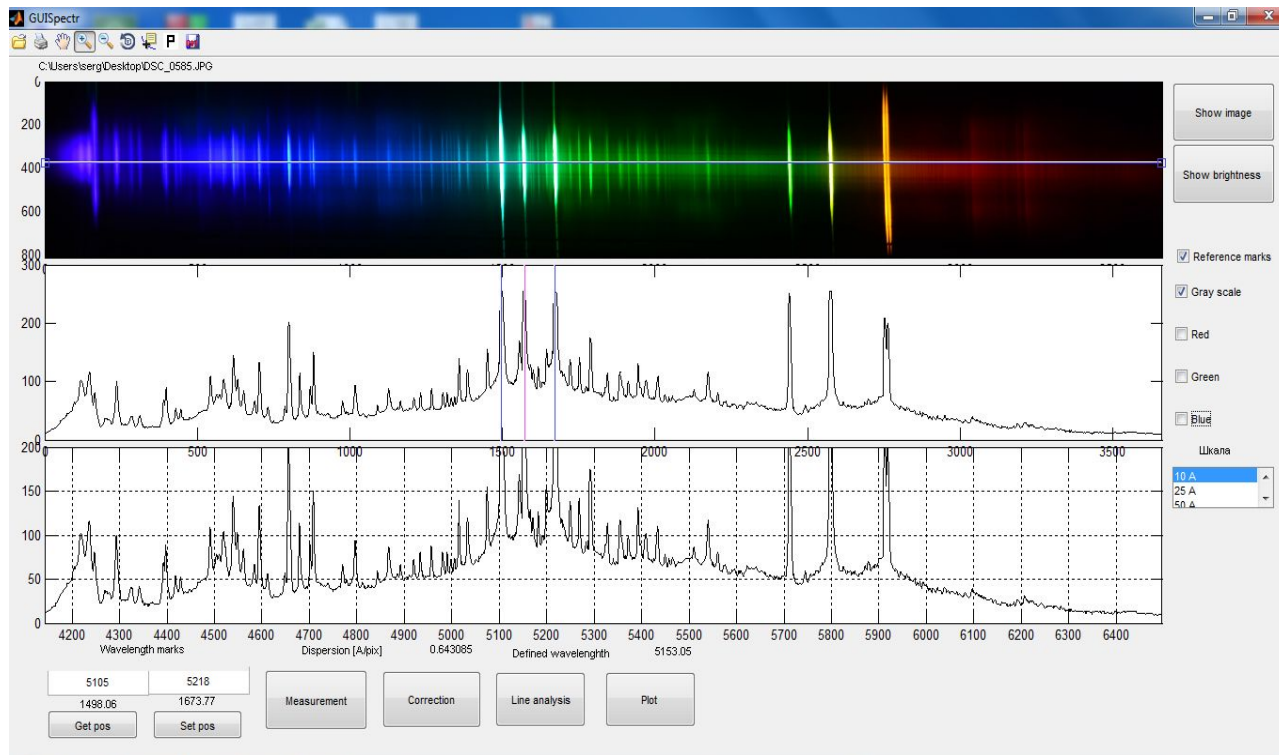 GUISpectr
P
C:\Users\serg\Desktop\DSC_0585.JPG
0
200
400
600
800
Show image
Show brightness
300
200
100
0
500 1000 1500 2000 2500 3000 3500
Reference marks
Gray scale
Red
Green
Blue
Шкала
10 A
25 A
50 A
200
150
100
50
0
4200 4300 4400 4500 4600 4700 4800 4900 5000 5100 5200 5300 5400 5500 5600 5700 5800 5900 6000 6100 6200 6300 6400
Wavelength marks Dispersion [A/pix] 0.643085 Defined wavelenghth 5153.05
5105 5218
1498.06 1673.77
Get pos Set pos Measurement Correction Line analysis Plot